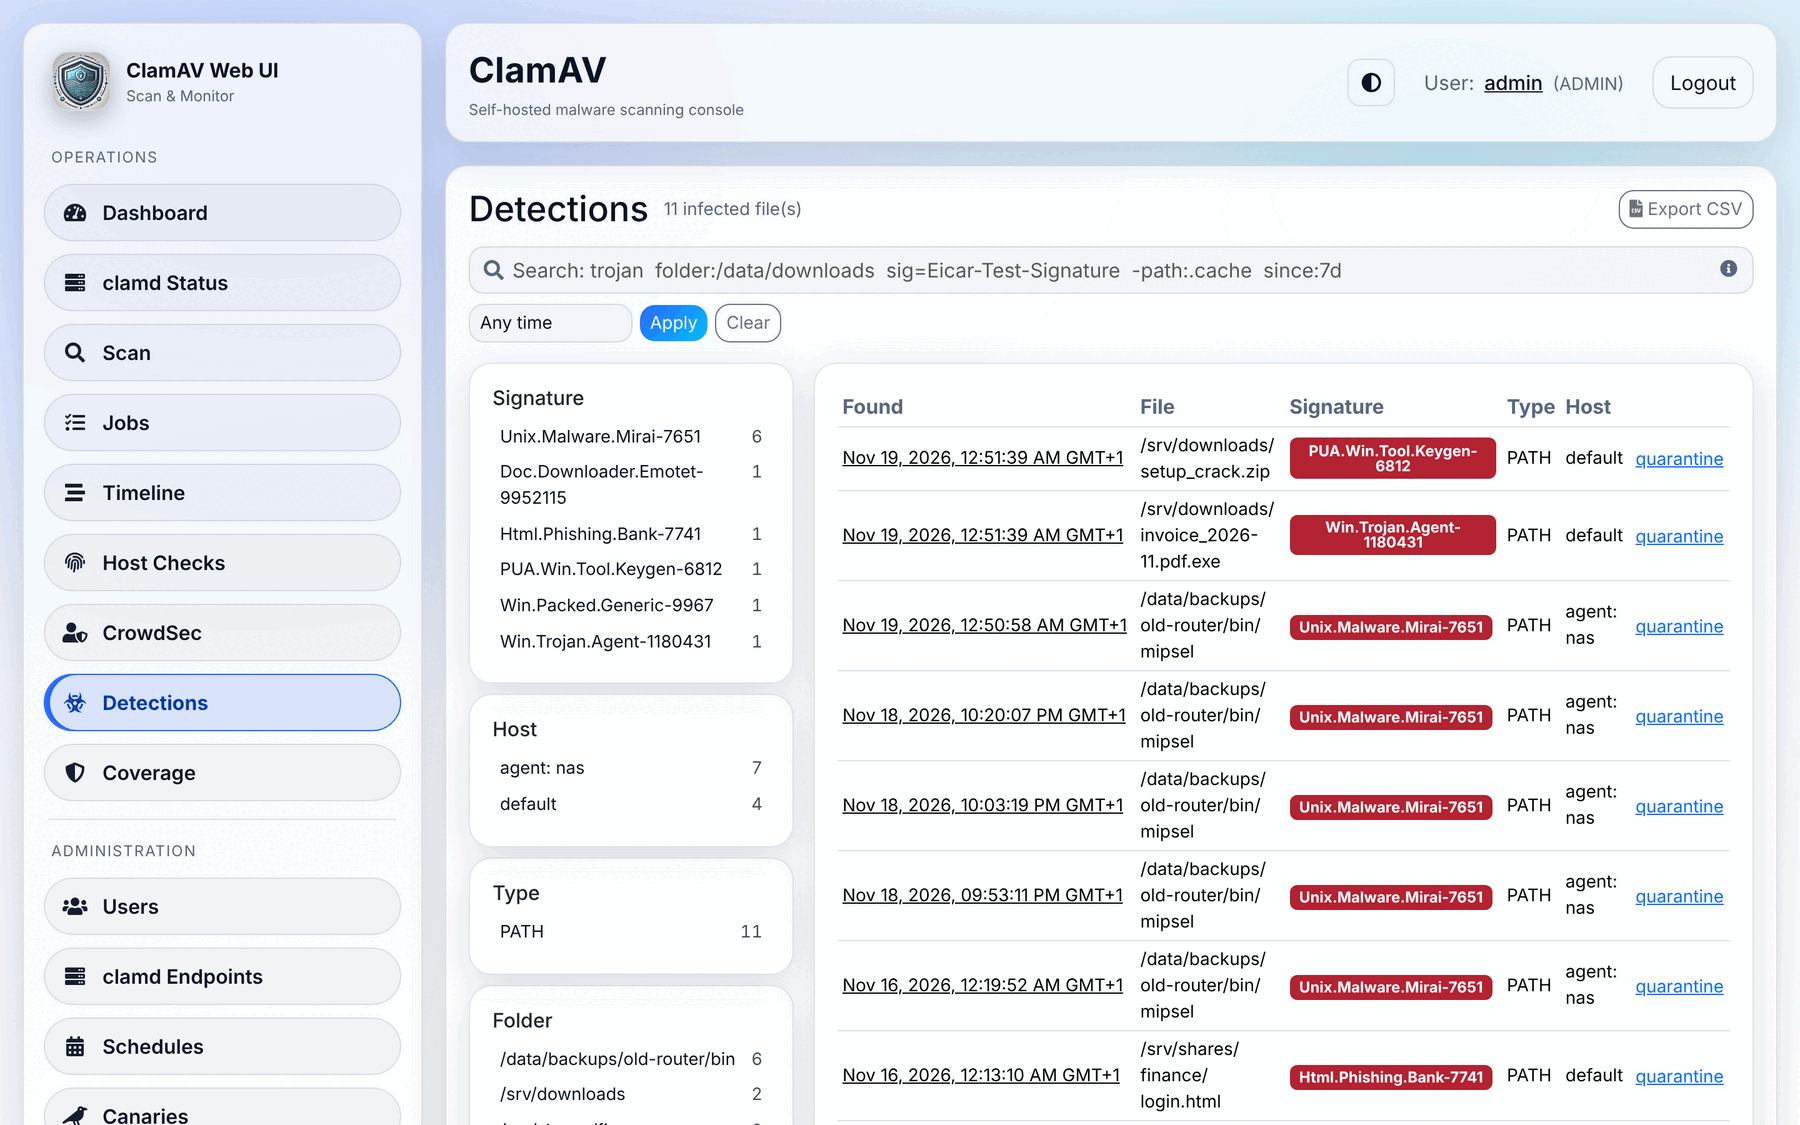 ClamAV Web UI
Scan & Monitor
OPERATIONS
Dashboard
clamd Status
Scan
Jobs
Timeline
Host Checks
CrowdSec
Detections
Coverage
ADMINISTRATION
Users
clamd Endpoints
Schedules
Canaries
ClamAV
Self-hosted malware scanning console
User: admin (ADMIN)
Logout
Detections 11 infected file(s)
Export CSV
Search: trojan folder:/data/downloads sig=Eicar-Test-Signature -path:.cache since:7d
Any time
Apply
Clear
Signature
Unix.Malware.Mirai-7651 6
Doc.Downloader.Emotet- 1
9952115
Html.Phishing.Bank-7741 1
PUA.Win.Tool.Keygen-6812 1
Win.Packed.Generic-9967 1
Win.Trojan.Agent-1180431 1
Host
agent: nas 7
default 4
Type
PATH 11
Folder
/data/backups/old-router/bin 6
/srv/downloads 2
Found File Signature Type Host
Nov 19, 2026, 12:51:39 AM GMT+1
/srv/downloads/
setup_crack.zip
PUA.Win.Tool.Keygen-
6812
PATH default quarantine
Nov 19, 2026, 12:51:39 AM GMT+1
/srv/downloads/
invoice_2026-
11.pdf.exe
Win.Trojan.Agent-
1180431
PATH default quarantine
Nov 19, 2026, 12:50:58 AM GMT+1
/data/backups/
old-router/bin/
mipsel
Unix.Malware.Mirai-7651
PATH
agent:
nas
quarantine
Nov 18, 2026, 10:20:07 PM GMT+1
/data/backups/
old-router/bin/
mipsel
Unix.Malware.Mirai-7651
PATH
agent:
nas
quarantine
Nov 18, 2026, 10:03:19 PM GMT+1
/data/backups/
old-router/bin/
mipsel
Unix.Malware.Mirai-7651
PATH
agent:
nas
quarantine
Nov 18, 2026, 09:53:11 PM GMT+1
/data/backups/
old-router/bin/
mipsel
Unix.Malware.Mirai-7651
PATH
agent:
nas
quarantine
Nov 16, 2026, 12:19:52 AM GMT+1
/data/backups/
old-router/bin/
mipsel
Unix.Malware.Mirai-7651
PATH
agent:
nas
quarantine
Nov 16, 2026, 12:13:10 AM GMT+1
/srv/shares/
finance/
login.html
Html.Phishing.Bank-7741
PATH default quarantine